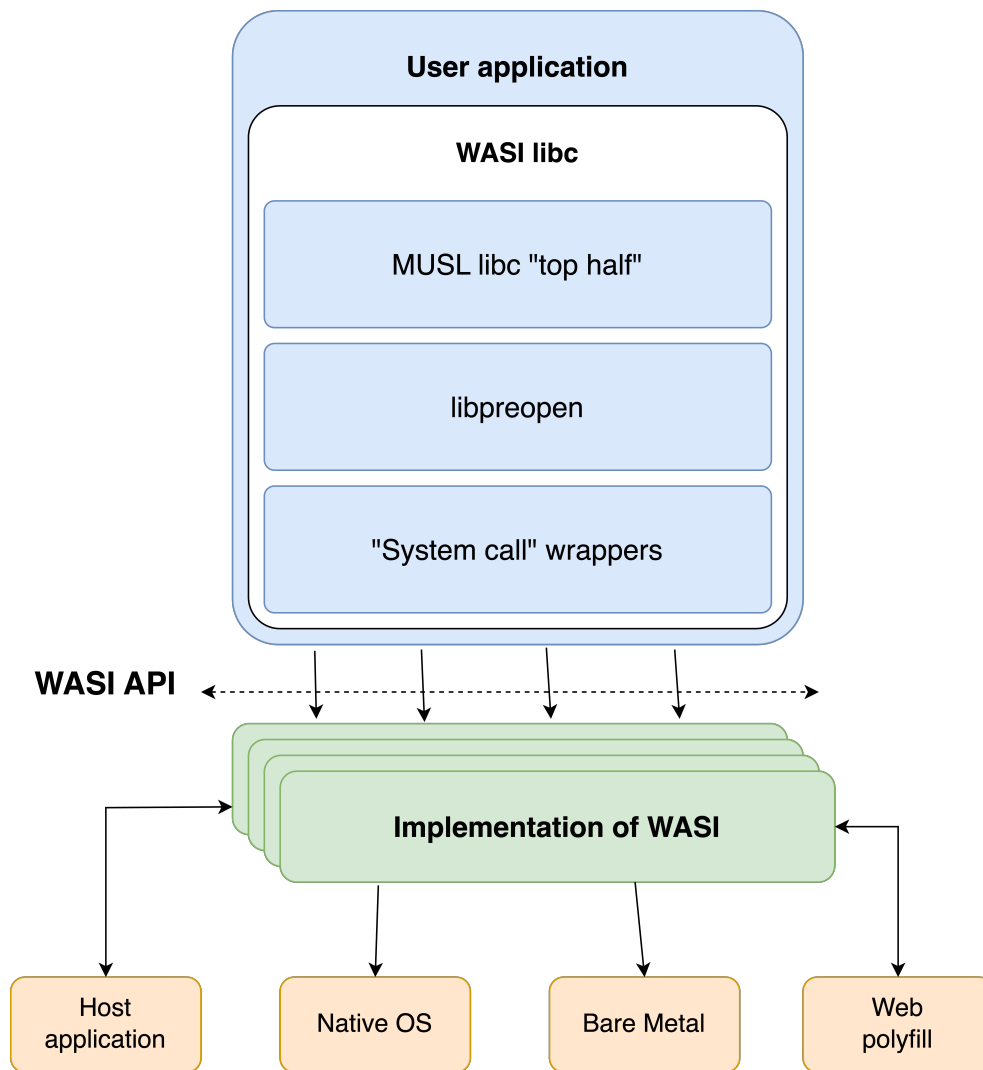 User application
WASI libc
MUSL libc "top half"
libpreopen
"System call" wrappers
WASI API
Implementation of WASI
Host
application
Native OS
Bare Metal
Web
polyfill